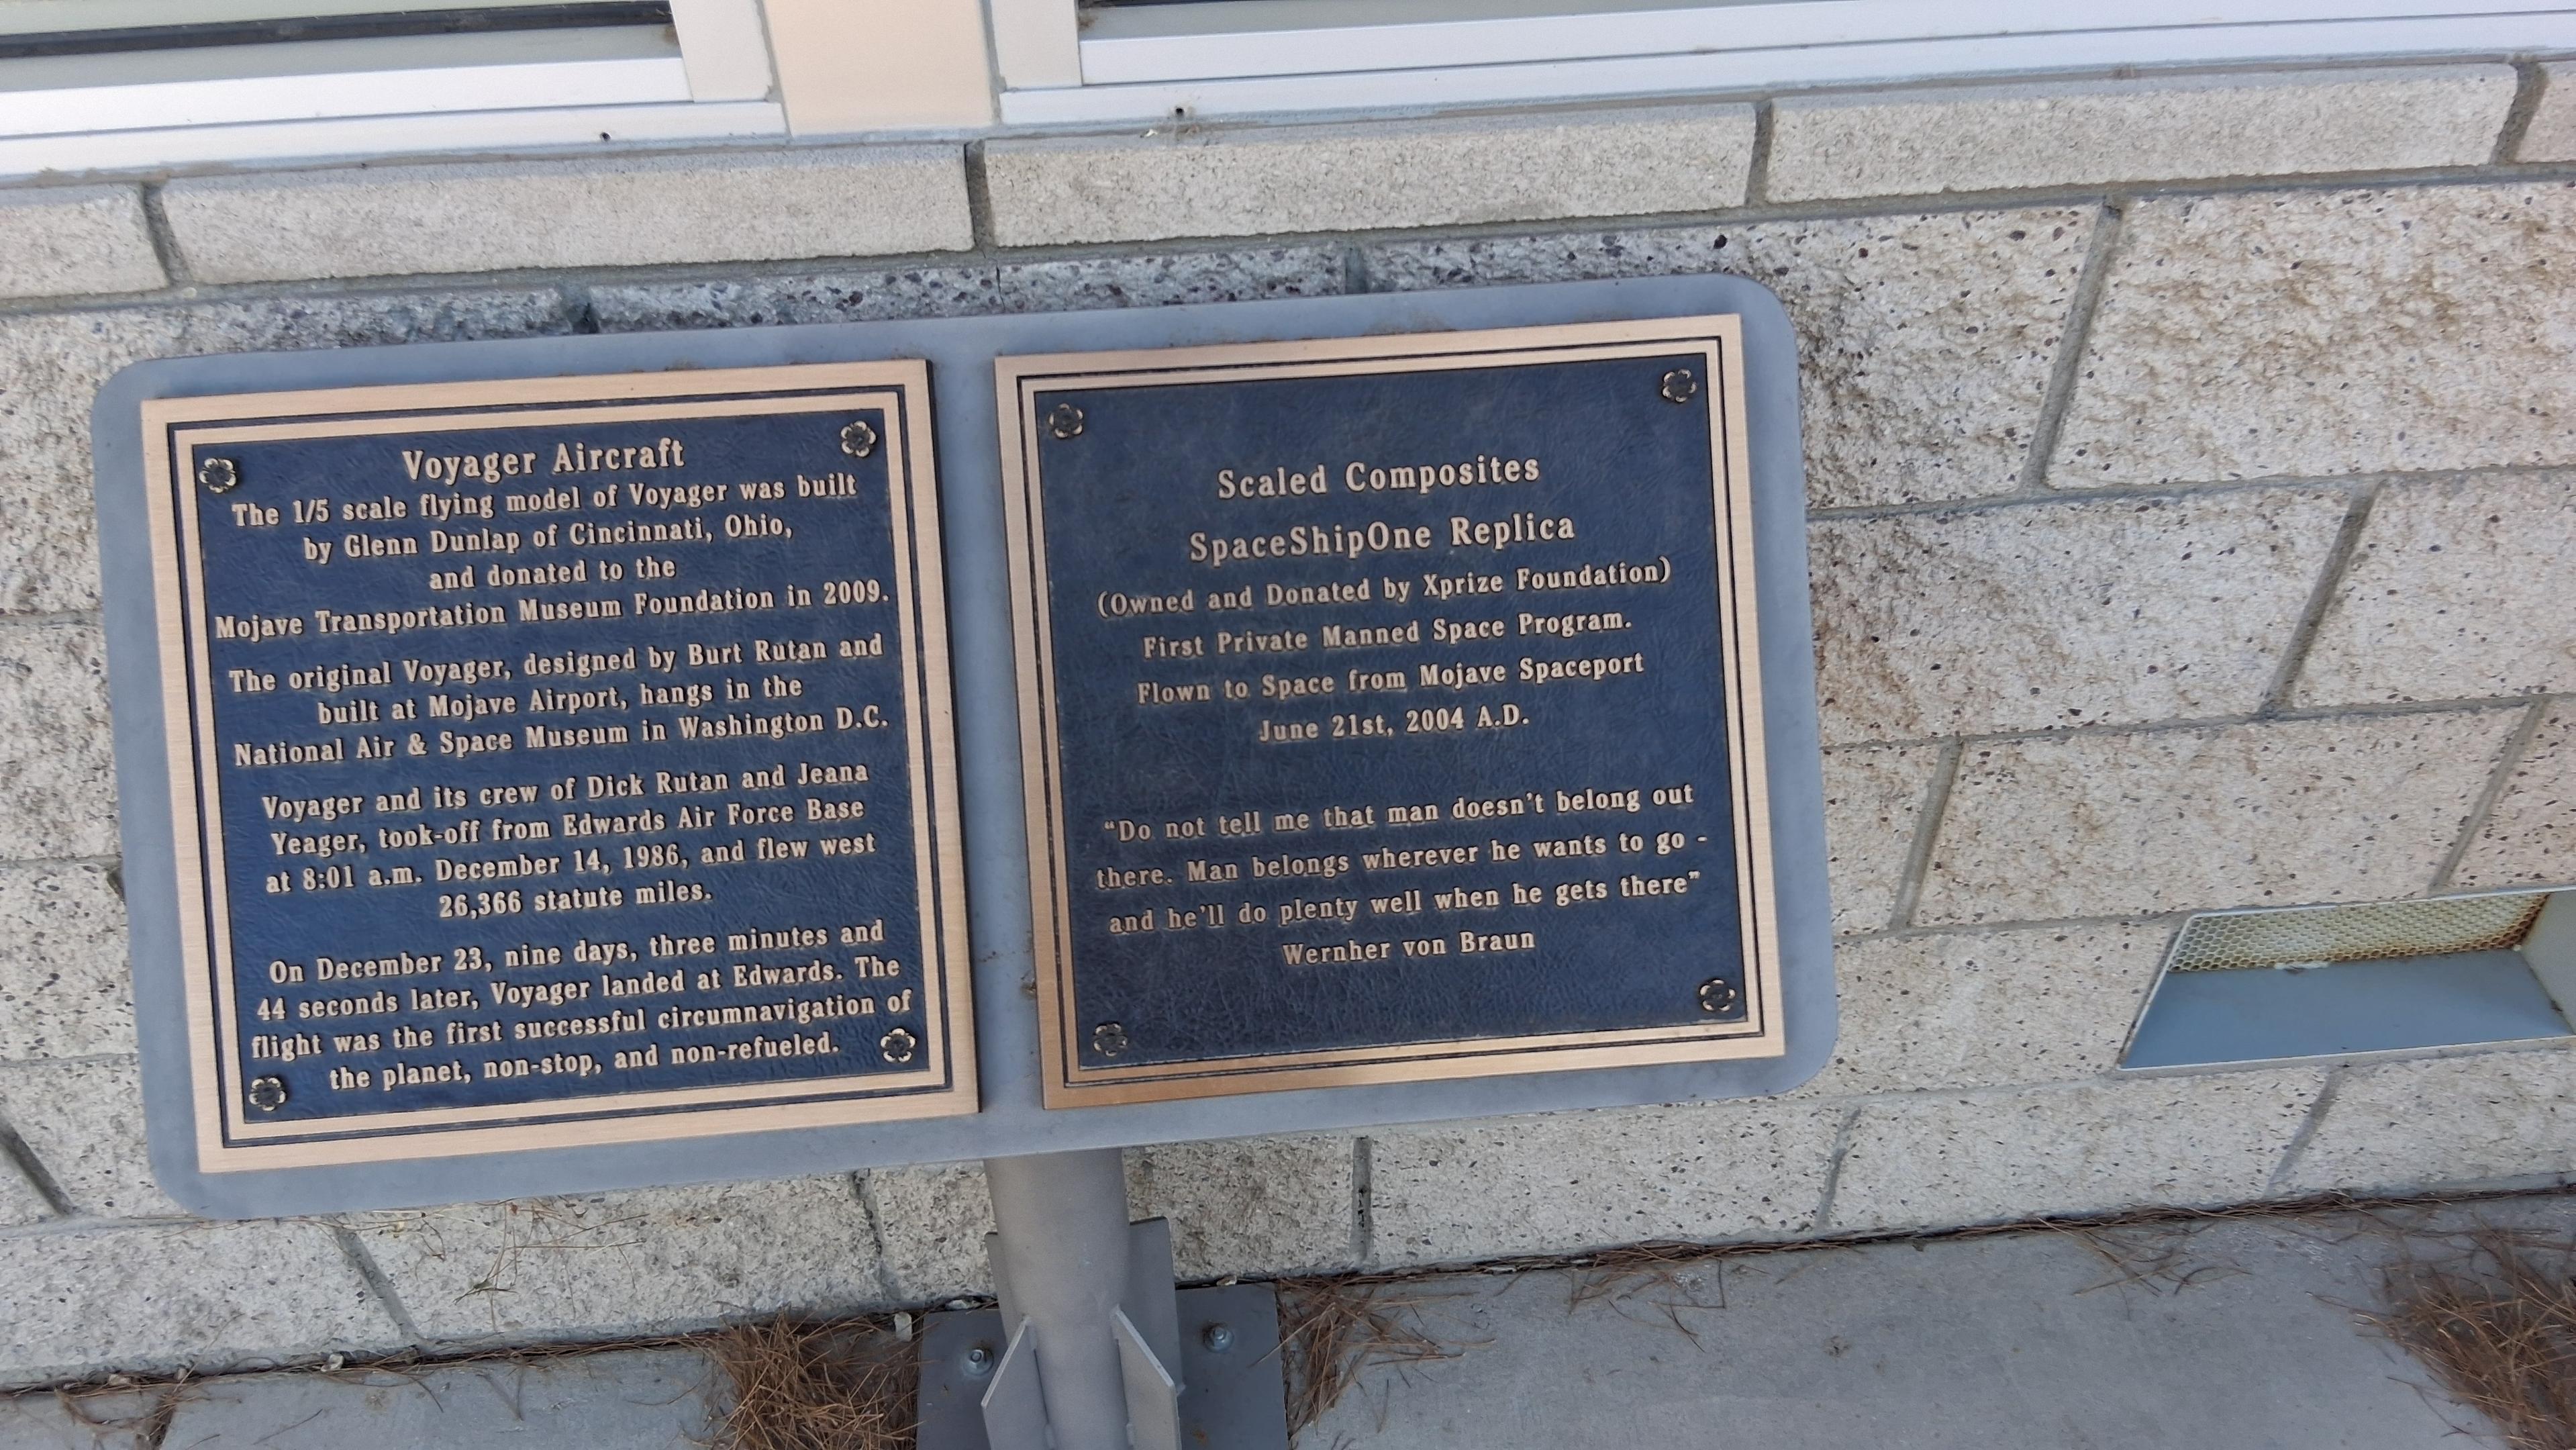 Voyager Aircraft
The 1/5 scale flying model of Voyager was built
by Glenn Dunlap of Cincinnati, Ohio,
and donated to the
Mojave Transportation Museum Foundation in 2009.
The original Voyager, designed by Burt Rutan and
built at Mojave Airport, hangs in the
National Air & Space Museum in Washington D.C.
Voyager and its crew of Dick Rutan and Jeana
Yeager, took-off from Edwards Air Force Base
at 8:01 a.m. December 14, 1986, and flew west
26,366 statute miles.
On December 23, nine days, three minutes and
44 seconds later, Voyager landed at Edwards. The
flight was the first successful circumnavigation of
the planet, non-stop, and non-refueled.
Scaled Composites
SpaceShipOne Replica
(Owned and Donated by Xprize Foundation)
First Private Manned Space Program.
Flown to Space from Mojave Spaceport
June 21st, 2004 A.D.
"Do not tell me that man doesn't belong out
there. Man belongs wherever he wants to go -
and he'll do plenty well when he gets there"
Wernher von Braun